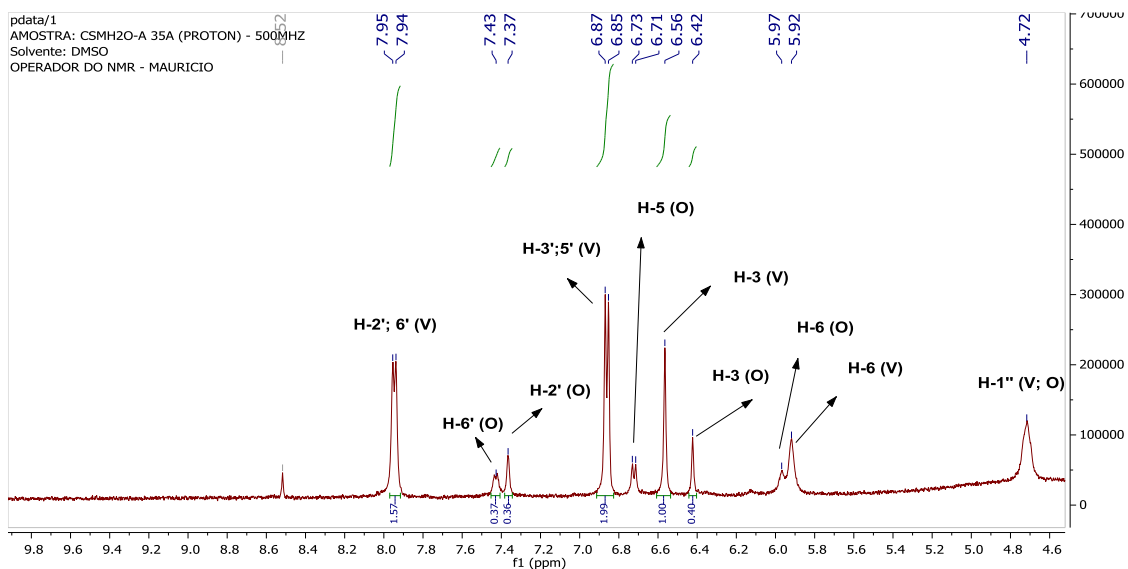 pdata/1
AMOSTRA: CSMH2O-A 35A (PROTON) - 500MHZ
Solvente: DMSO
OPERADOR DO NMR - MAURICIO
8.52
7.95
7.94
7.43
7.37
6.87
6.85
6.73
6.71
6.56
6.42
5.97
5.92
4.72
700000
600000
500000
400000
300000
200000
100000
0
H-5 (O)
H-3';5' (V)
H-3 (V)
H-2'; 6' (V)
H-6 (O)
H-6 (V)
H-3 (O)
H-1" (V; O)
H-2' (O)
H-6' (O)
1.57
0.37
0.36
1.99
1.00
0.40
9.8 9.6 9.4 9.2 9.0 8.8 8.6 8.4 8.2 8.0 7.8 7.6 7.4 7.2 7.0 6.8 6.6 6.4 6.2 6.0 5.8 5.6 5.4 5.2 5.0 4.8 4.6
f1 (ppm)